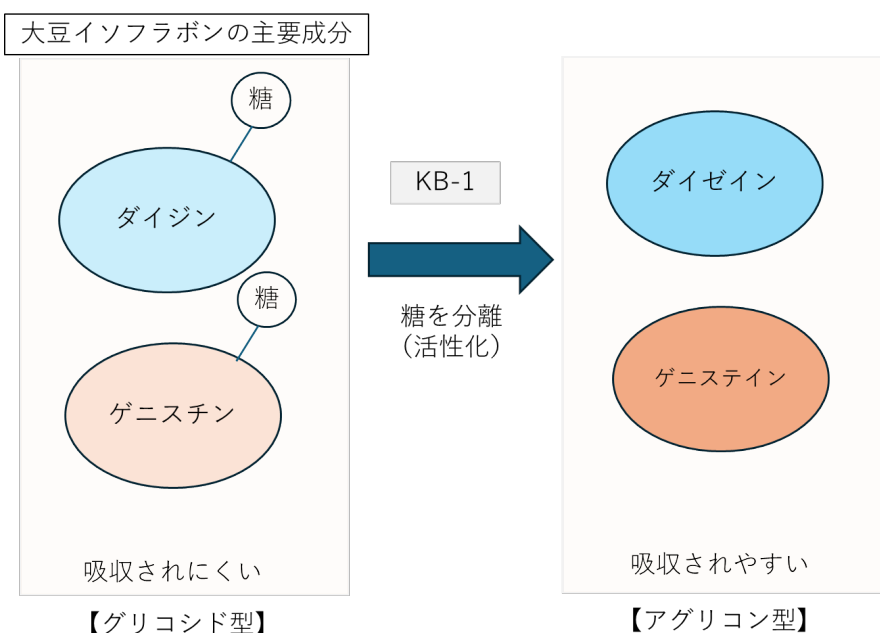 大豆イソフラボンの主要成分
糖
ダイジン
糖
ゲニスチン
吸収されにくい
【グリコシド型】
KB-1
糖を分離
（活性化）
ダイゼイン
ゲニステイン
吸収されやすい
【アグリコン型】